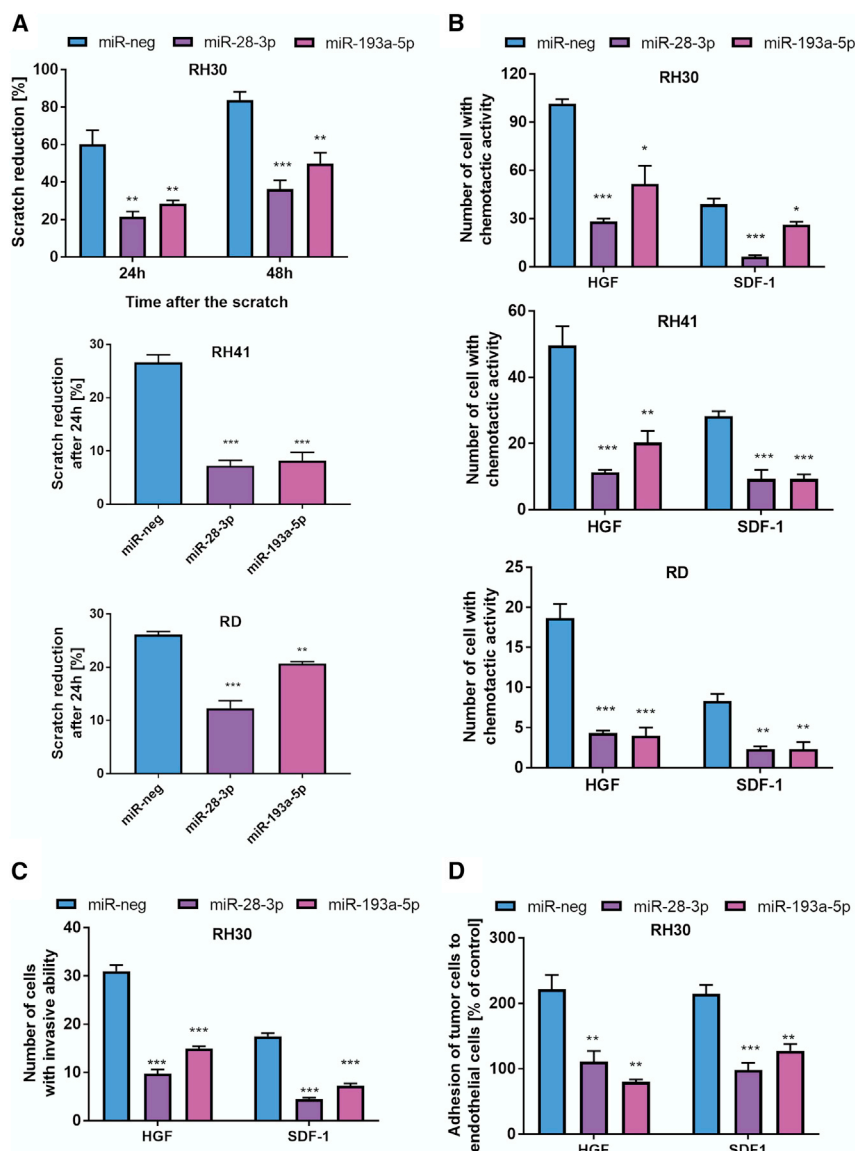 A
miR-neg miR-28-3p miR-193a-5p
RH30
Scratch reduction [%]
100
80
60
40
20
0
** ** *** **
24h 48h
Time after the scratch
RH41
Scratch reduction
after 24h [%]
30
20
10
0
*** ***
miR-neg miR-28-3p miR-193a-5p
RD
Scratch reduction
after 24h [%]
30
20
10
0
*** **
miR-neg miR-28-3p miR-193a-5p
B
miR-neg miR-28-3p miR-193a-5p
RH30
Number of cell with
chemotactic activity
120
90
60
30
0
*** * *** *
HGF SDF-1
RH41
Number of cell with
chemotactic activity
60
40
20
0
*** ** *** ***
HGF SDF-1
RD
Number of cell with
chemotactic activity
25
20
15
10
5
0
*** *** ** **
HGF SDF-1
C
miR-neg miR-28-3p miR-193a-5p
RH30
Number of cells
with invasive ability
40
30
20
10
0
*** *** *** ***
HGF SDF-1
D
miR-neg miR-28-3p miR-193a-5p
RH30
Adhesion of tumor cells to
endothelial cells [% of control]
300
200
100
0
** ** *** **
HGF SDF1